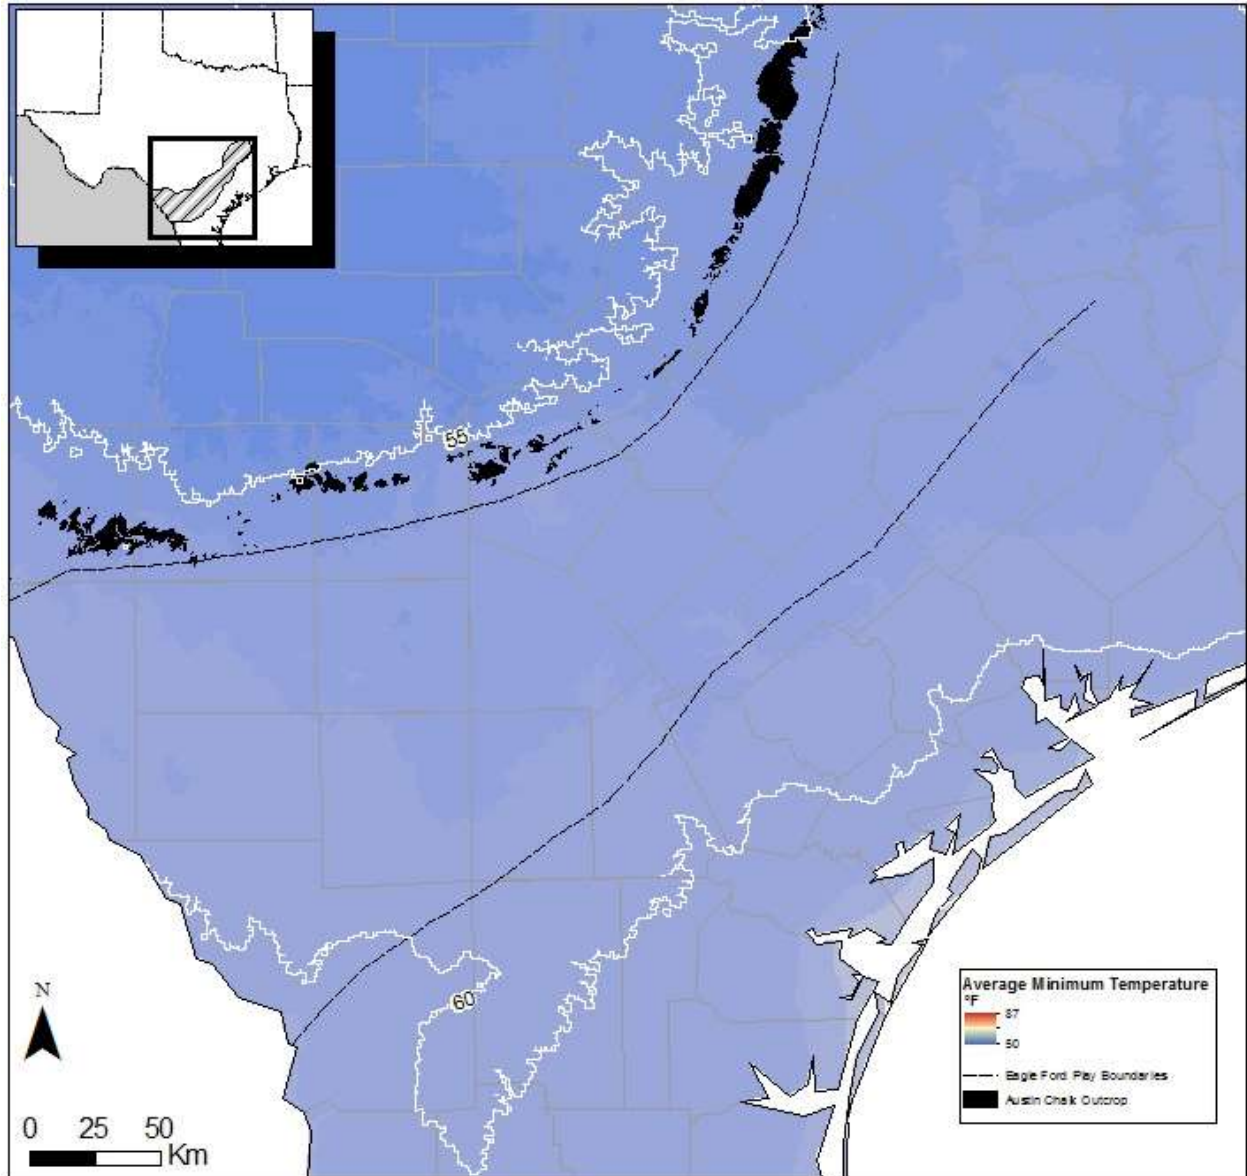 55
60
N
0 25 50
Km
Average Minimum Temperature
°F
87
50
Eagle Ford Play Boundaries
Austin Chalk Outcrop